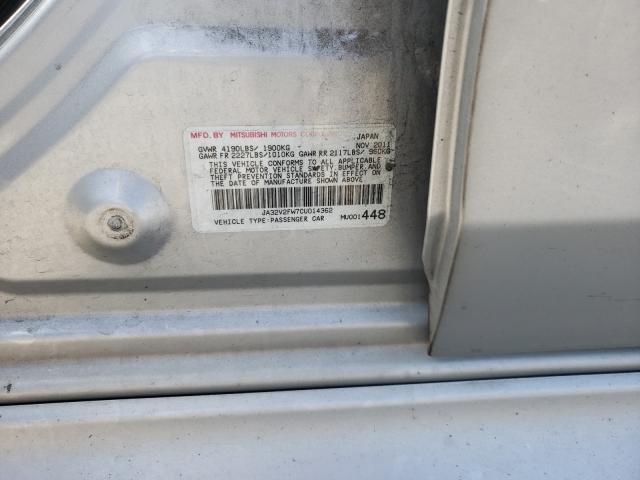 MFD. BY MITSUBISHI MOTORS CORPORATION JAPAN
GVWR 4190LBS/ 1900KG NOV 2011
GAWR FR 2227LBS/1010KG GAWR RR 2117LBS/ 960KG
THIS VEHICLE CONFORMS TO ALL APPLICABLE
FEDERAL MOTOR VEHICLE SAFETY, BUMPER, AND
THEFT PREVENTION STANDARDS IN EFFECT ON
THE DATE OF MANUFACTURE SHOWN ABOVE.
JA32V2FW7CU014362
VEHICLE TYPE:PASSENGER CAR MU001448